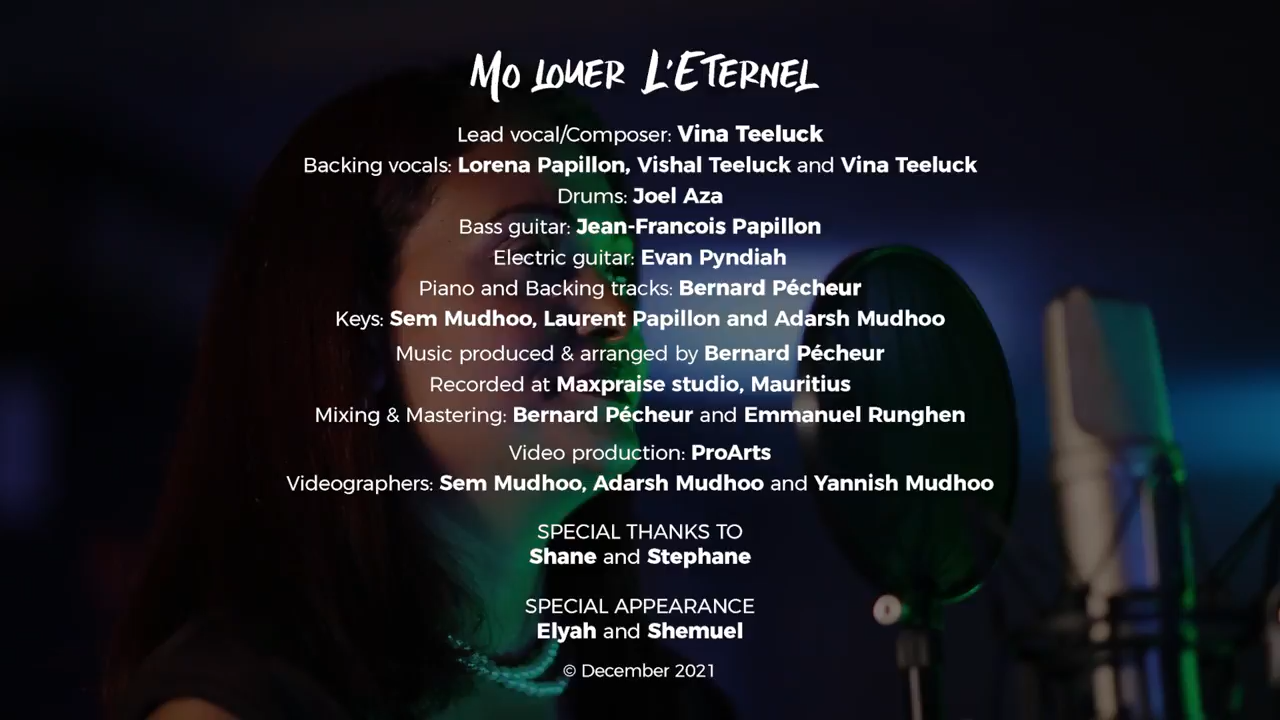 Mo louer L'Eternel
Lead vocal/Composer: Vina Teeluck
Backing vocals: Lorena Papillon, Vishal Teeluck and Vina Teeluck
Drums: Joel Aza
Bass guitar: Jean-Francois Papillon
Electric guitar: Evan Pyndiah
Piano and Backing tracks: Bernard Pécheur
Keys: Sem Mudhoo, Laurent Papillon and Adarsh Mudhoo
Music produced & arranged by Bernard Pécheur
Recorded at Maxpraise studio, Mauritius
Mixing & Mastering: Bernard Pécheur and Emmanuel Runghen
Video production: ProArts
Videographers: Sem Mudhoo, Adarsh Mudhoo and Yannish Mudhoo
SPECIAL THANKS TO
Shane and Stephane
SPECIAL APPEARANCE
Elyah and Shemuel
© December 2021